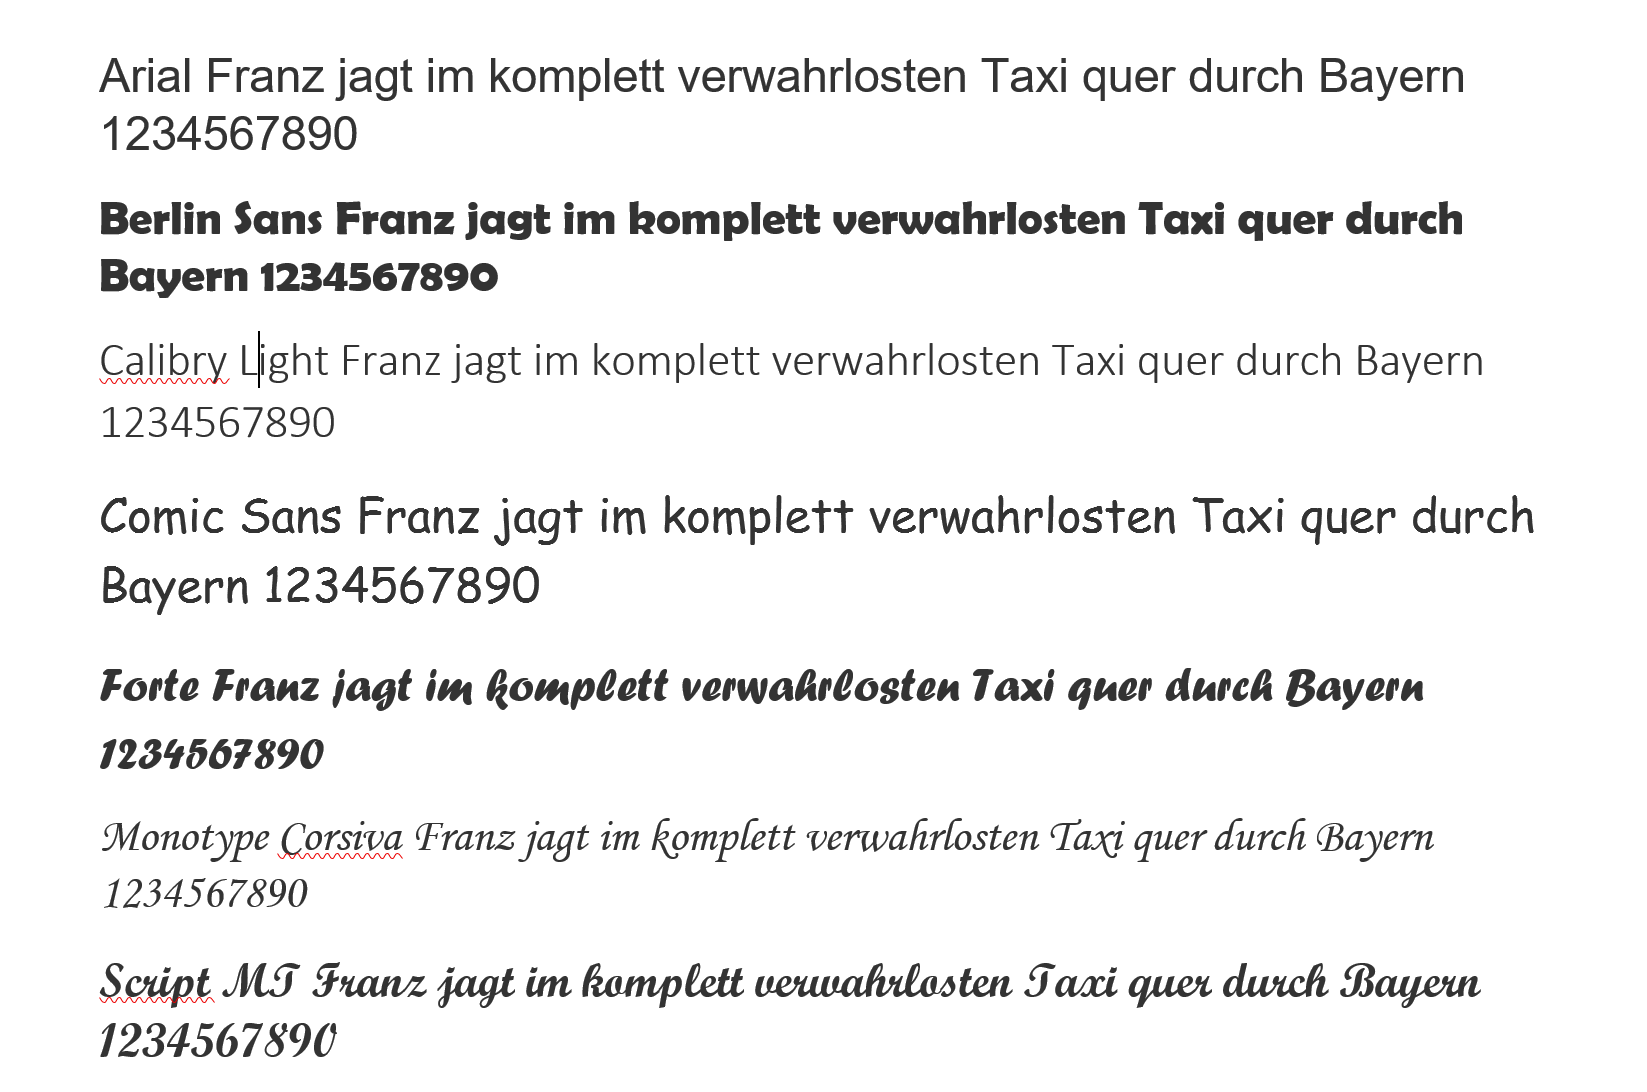 Arial Franz jagt im komplett verwahrlosten Taxi quer durch Bayern
1234567890
Berlin Sans Franz jagt im komplett verwahrlosten Taxi quer durch
Bayern 1234567890
Calibry Light Franz jagt im komplett verwahrlosten Taxi quer durch Bayern
1234567890
Comic Sans Franz jagt im komplett verwahrlosten Taxi quer durch
Bayern 1234567890
Forte Franz jagt im komplett verwahrlosten Taxi quer durch Bayern
1234567890
Monotype Corsiva Franz jagt im komplett verwahrlosten Taxi quer durch Bayern
1234567890
Script MT Franz jagt im komplett verwahrlosten Taxi quer durch Bayern
1234567890